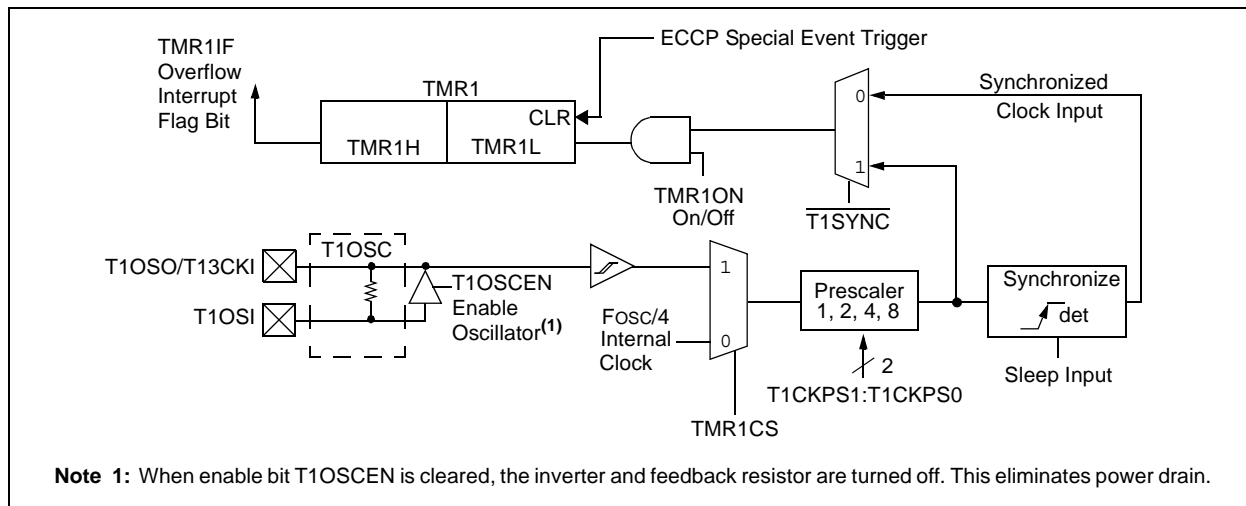 TMR1IF
Overflow
Interrupt
Flag Bit
TMR1
TMR1H
TMR1L
CLR
ECCP Special Event Trigger
TMR1ON
On/Off
0
1
T1SYNC
Synchronized
Clock Input
T1OSO/T13CKI
T1OSI
T1OSC
T1OSCEN
Enable
Oscillator(1)
FOSC/4
Internal
Clock
1
0
TMR1CS
Prescaler
1, 2, 4, 8
2
T1CKPS1:T1CKPS0
Synchronize
det
Sleep Input
Note 1: When enable bit T1OSCEN is cleared, the inverter and feedback resistor are turned off. This eliminates power drain.